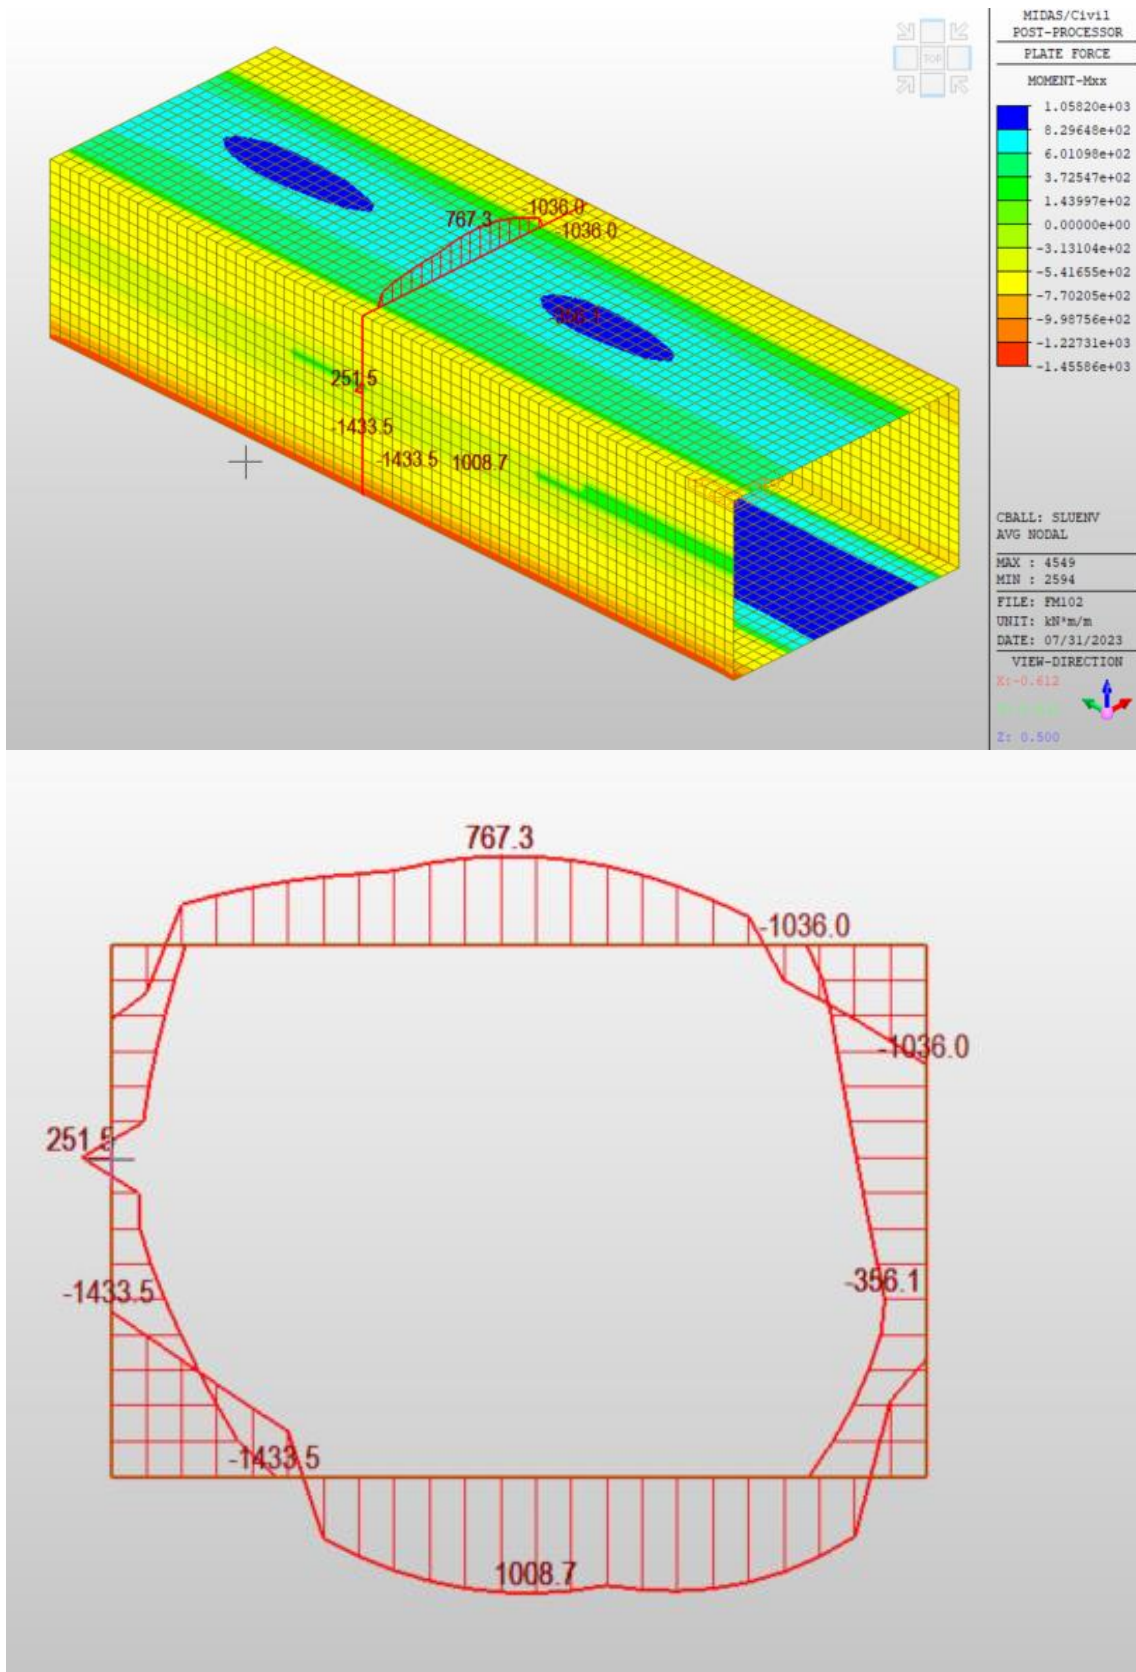 MIDAS/Civil
POST-PROCESSOR
PLATE FORCE
MOMENT-Mxx
1.05820e+03
8.29648e+02
6.01098e+02
3.72547e+02
1.43997e+02
0.00000e+00
-3.13104e+02
-5.41655e+02
-7.70205e+02
-9.98756e+02
-1.22731e+03
-1.45586e+03
CBALL: SLUENV
AVG NODAL
MAX : 4549
MIN : 2594
FILE: FM102
UNIT: kN*m/m
DATE: 07/31/2023
VIEW-DIRECTION
X:-0.612
Z: 0.500
TOP
767.3
-1036.0
-1036.0
-356.1
251.5
-1433.5
-1433.5
1008.7
767.3
-1036.0
-1036.0
251.5
-356.1
-1433.5
-1433.5
1008.7